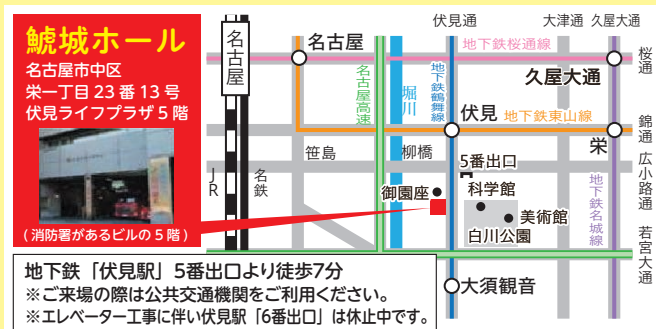 鯱城ホール
名古屋市中区
栄一丁目23番13号
伏見ライフプラザ5階
(消防署があるビルの5階)
伏見通
大津通
久屋大通
名古屋
名古屋
地下鉄桜通線
桜通
久屋大通
名古屋高速
堀川
地下鉄鶴舞線
伏見
地下鉄東山線
錦通
栄
笹島
柳橋
5番出口
広小路通
JR
名鉄
御園座
科学館
美術館
白川公園
地下鉄名城線
若宮大通
大須観音
地下鉄「伏見駅」5番出口より徒歩7分
※ご来場の際は公共交通機関をご利用ください。
※エレベーター工事に伴い伏見駅「6番出口」は休止中です。